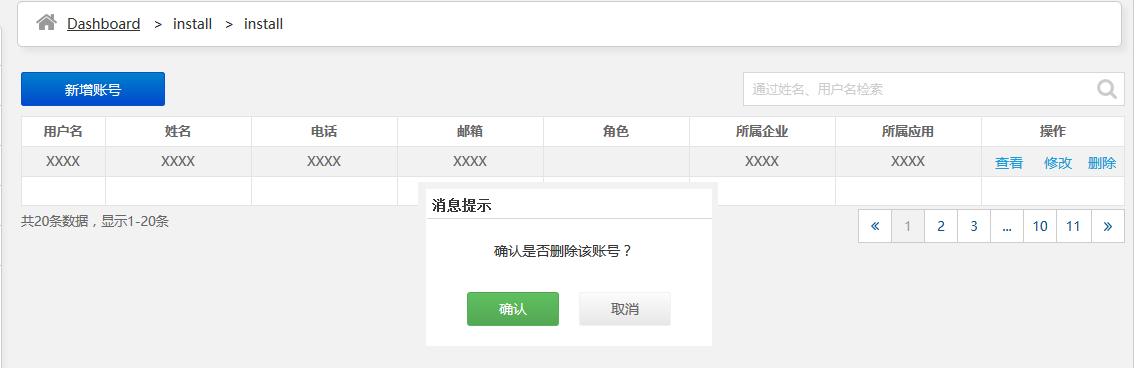 Dashboard > install > install
新增账号 通过姓名、用户名检索
用户名 姓名 电话 邮箱 角色 所属企业 所属应用 操作
XXXX XXXX XXXX XXXX XXXX XXXX 查看 修改 删除
消息提示
共20条数据，显示1-20条 « 1 2 3 ... 10 11 »
确认是否删除该账号？
确认 取消